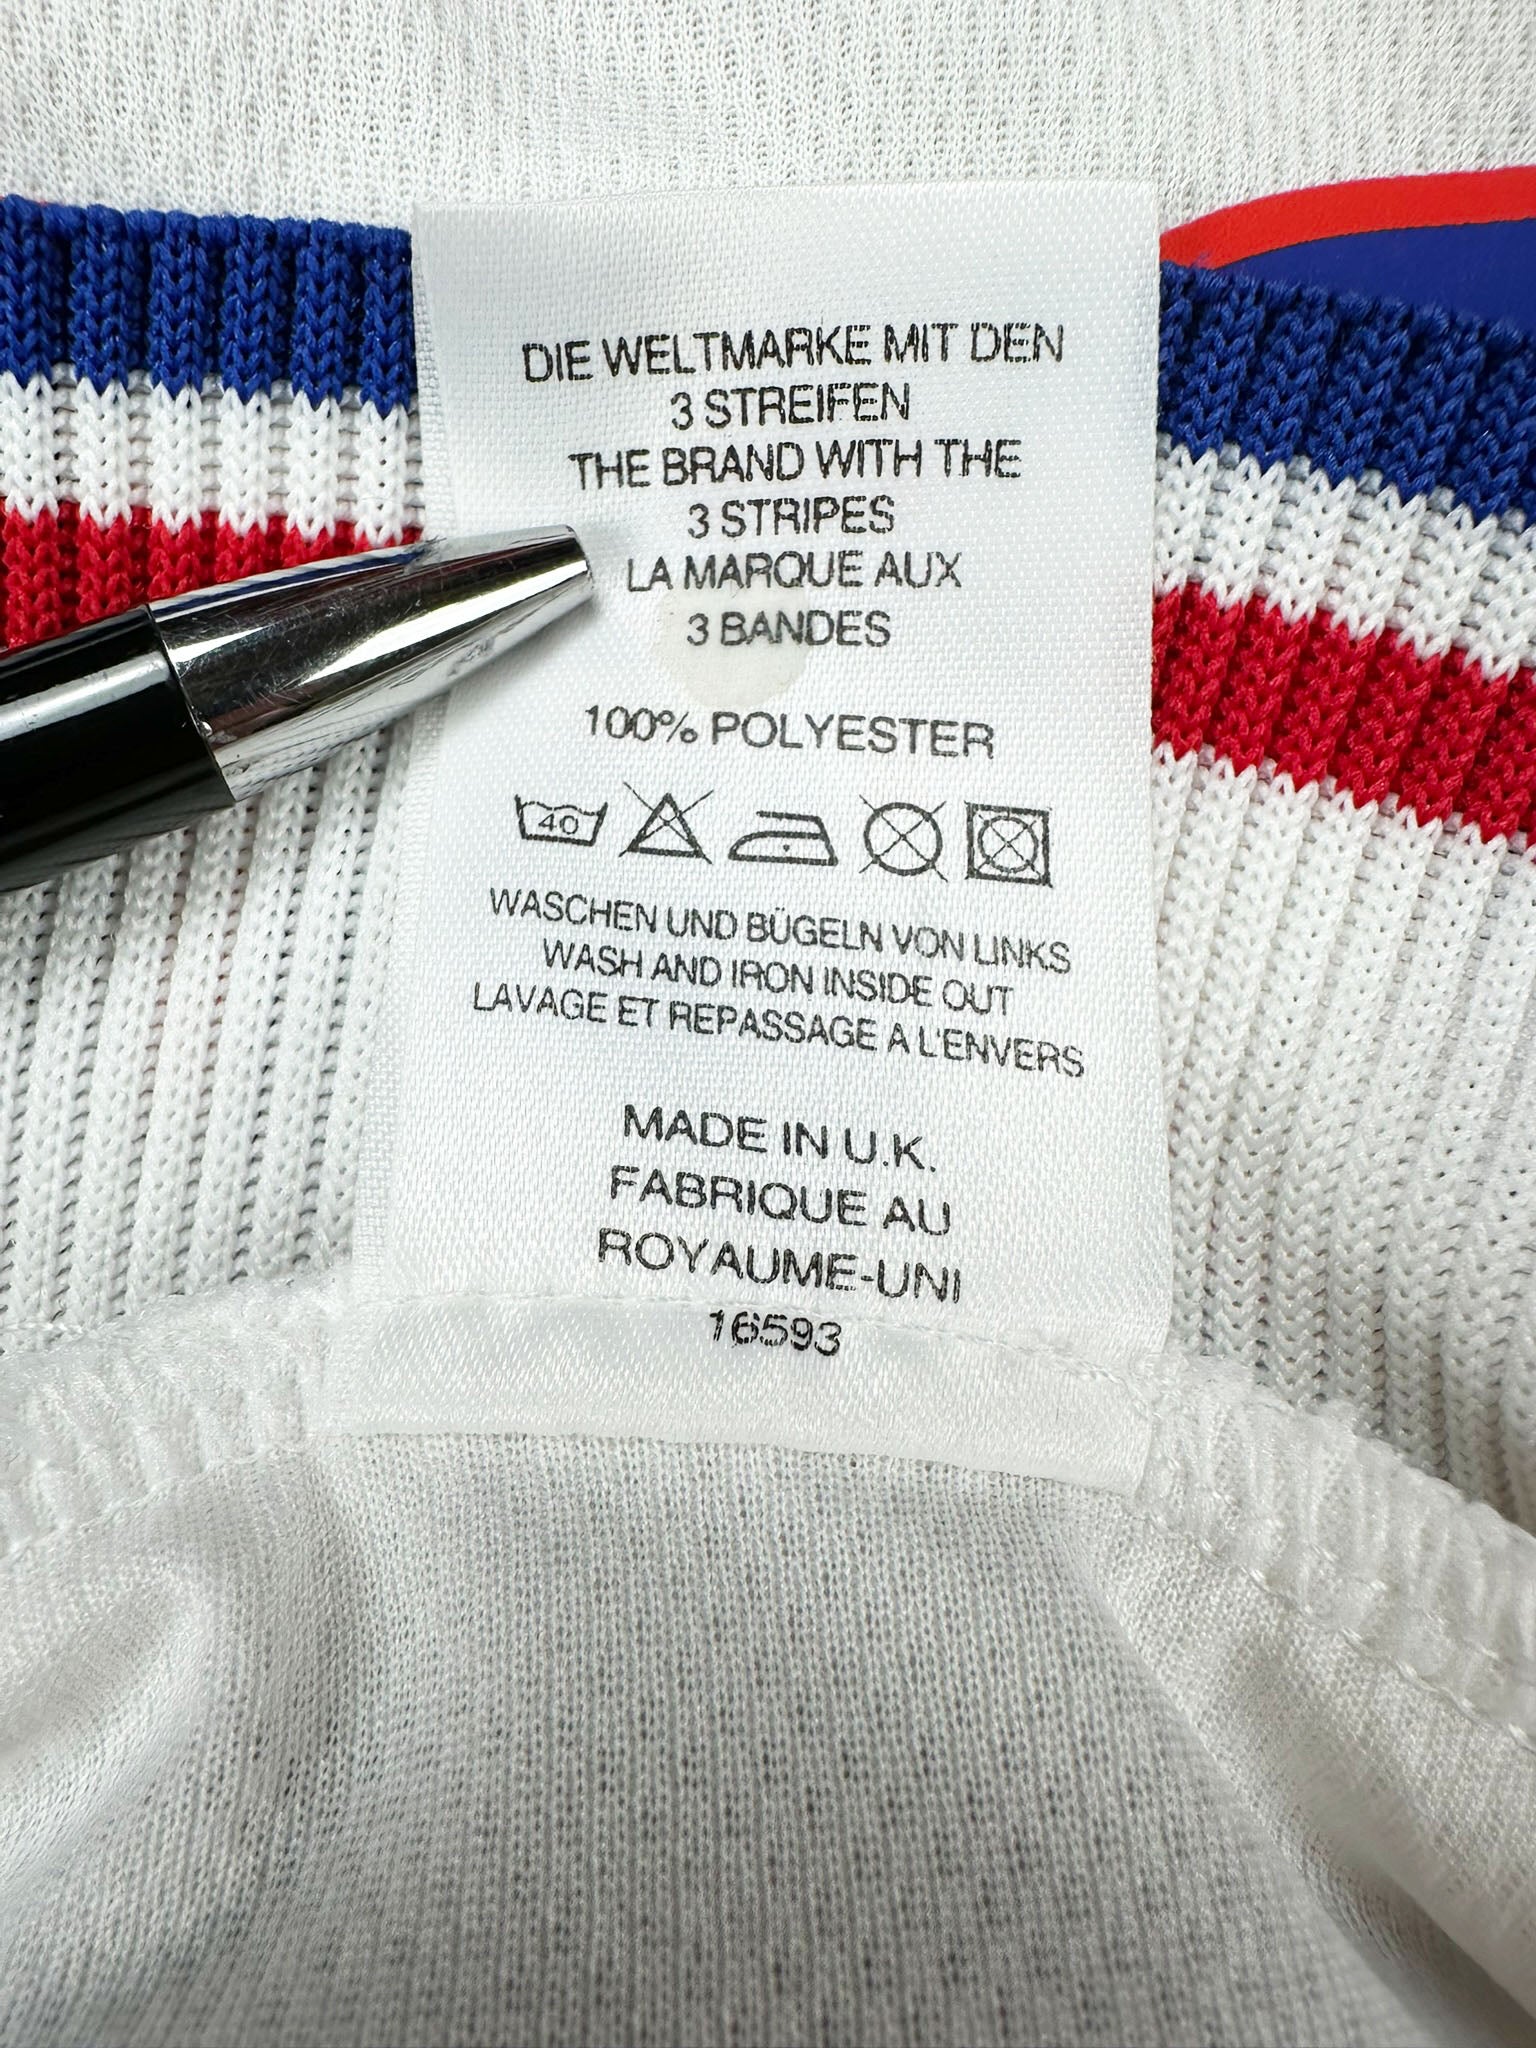 DIE WELTMARKE MIT DEN
3 STREIFEN
THE BRAND WITH THE
3 STRIPES
LA MARQUE AUX
3 BANDES
100% POLYESTER
40
WASCHEN UND BÜGELN VON LINKS
WASH AND IRON INSIDE OUT
LAVAGE ET REPASSAGE A L'ENVERS
MADE IN U.K.
FABRIQUE AU
ROYAUME-UNI
16593